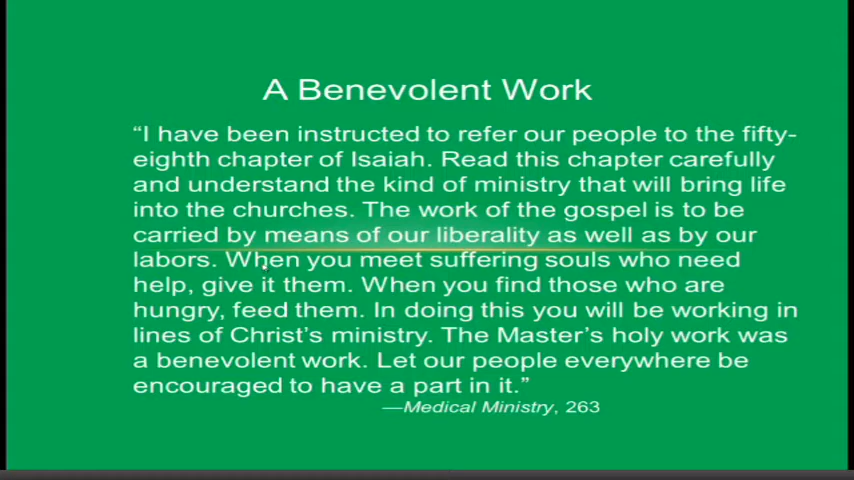 A Benevolent Work
“I have been instructed to refer our people to the fifty-
eighth chapter of Isaiah. Read this chapter carefully
and understand the kind of ministry that will bring life
into the churches. The work of the gospel is to be
carried by means of our liberality as well as by our
labors. When you meet suffering souls who need
help, give it them. When you find those who are
hungry, feed them. In doing this you will be working in
lines of Christ’s ministry. The Master’s holy work was
a benevolent work. Let our people everywhere be
encouraged to have a part in it.”
—Medical Ministry, 263